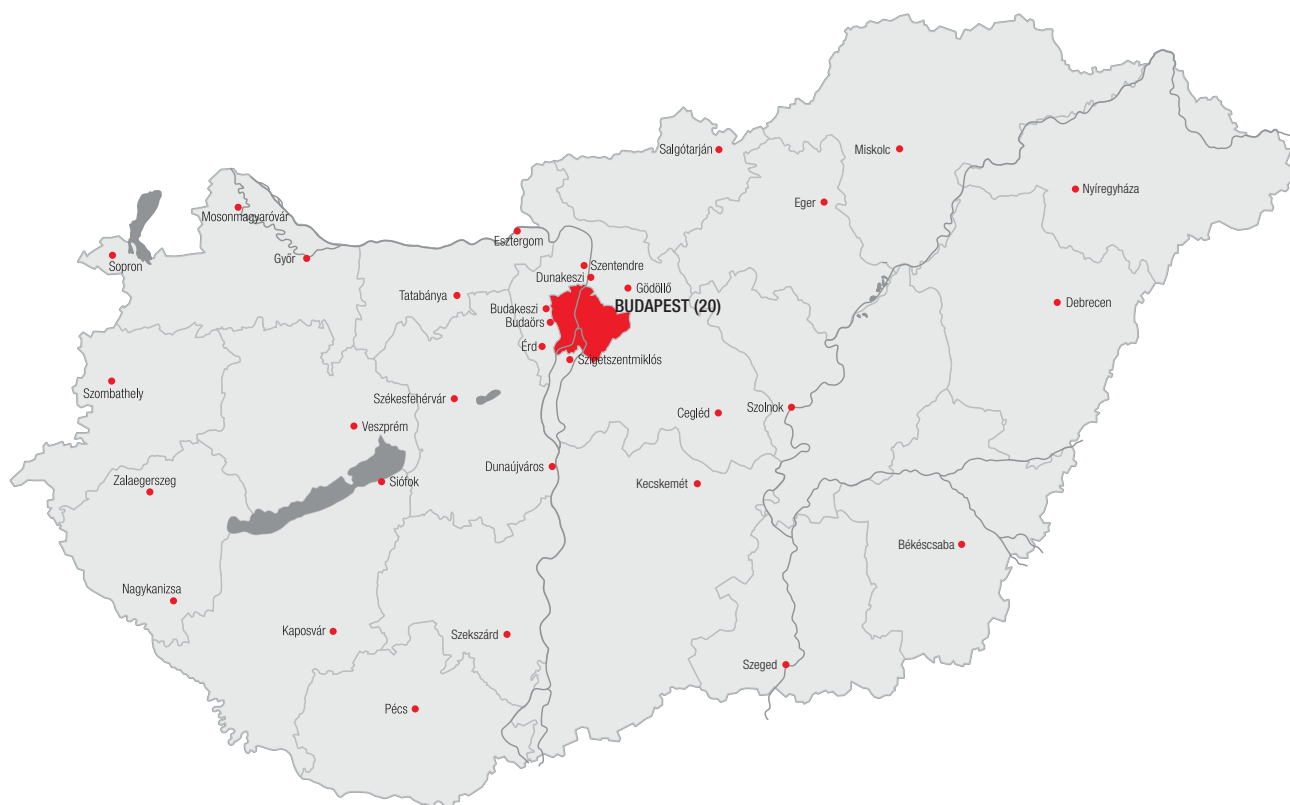 Salgótarján
Miskolc
Nyíregyháza
Eger
Mosonmagyaróvár
Esztergom
Sopron
Győr
Szentendre
Dunakeszi
Gödöllő
Tatabánya
Debrecen
Budakeszi
BUDAPEST (20)
Budaörs
Érd
Szigetszentmiklós
Szombathely
Székesfehérvár
Cegléd
Szolnok
Veszprém
Dunaújváros
Zalaegerszeg
Siófok
Kecskemét
Békéscsaba
Nagykanizsa
Kaposvár
Szekszárd
Szeged
Pécs